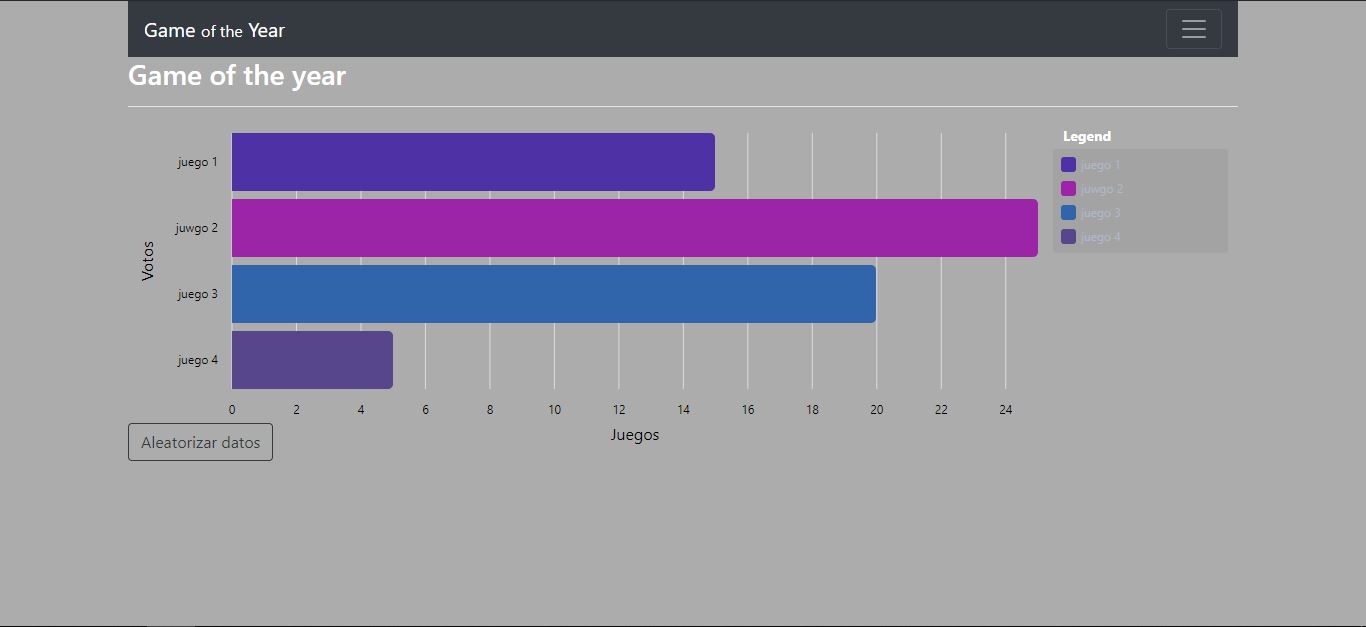 Game of the Year
Game of the year
Legend
juego 1
juwgo 2
juego 3
juego 4
Votos
juego 1
juwgo 2
juego 3
juego 4
0 2 4 6 8 10 12 14 16 18 20 22 24
Juegos
Aleatorizar datos